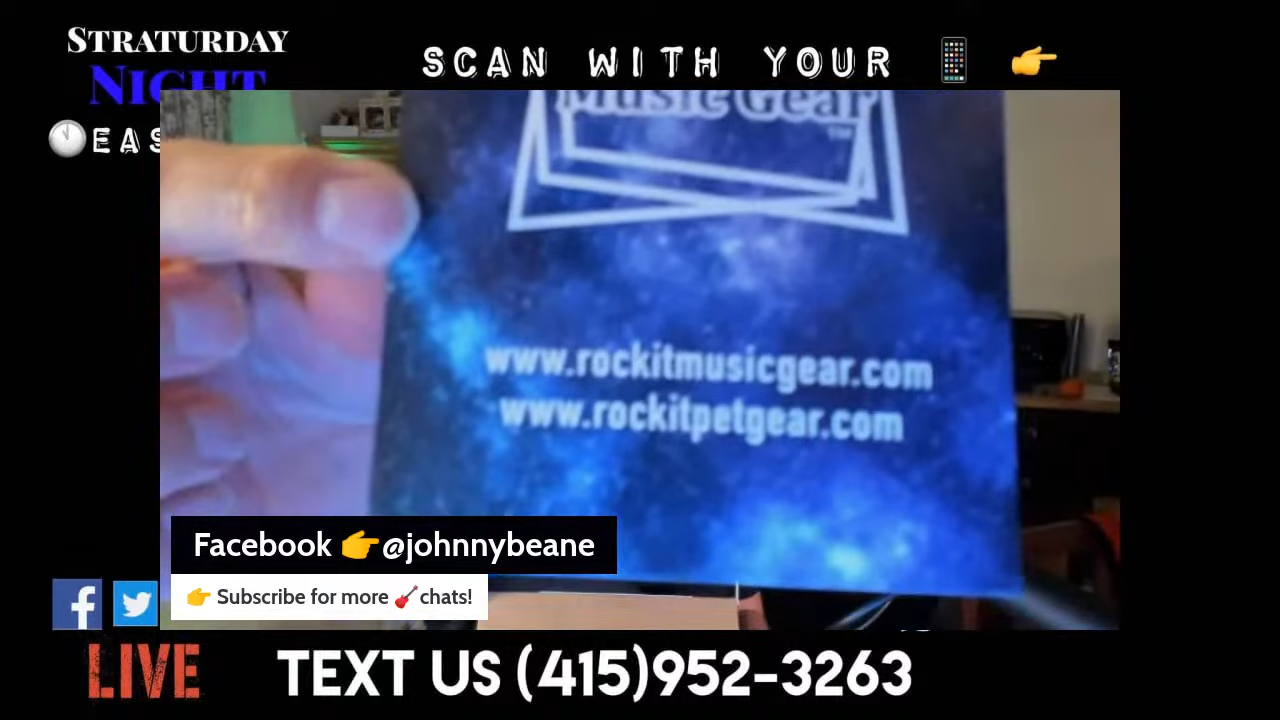 STRATURDAY
NIGHT
EAS
SCAN WITH YOUR
Music Gear
www.rockitmusicgear.com
www.rockitpetgear.com
Facebook 👉@johnnybeane
👉 Subscribe for more 🎸chats!
LIVE
TEXT US (415)952-3263